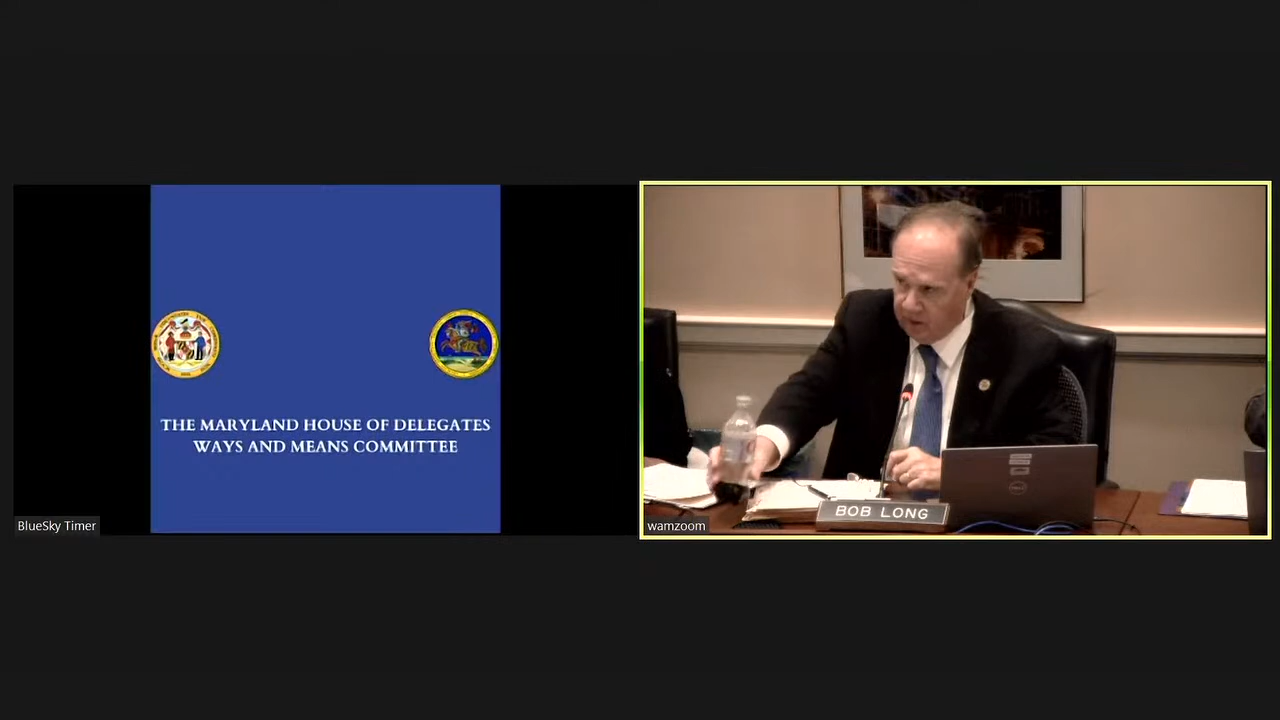 THE MARYLAND HOUSE OF DELEGATES
WAYS AND MEANS COMMITTEE
BlueSky Timer
wamzoom
BOB LONG